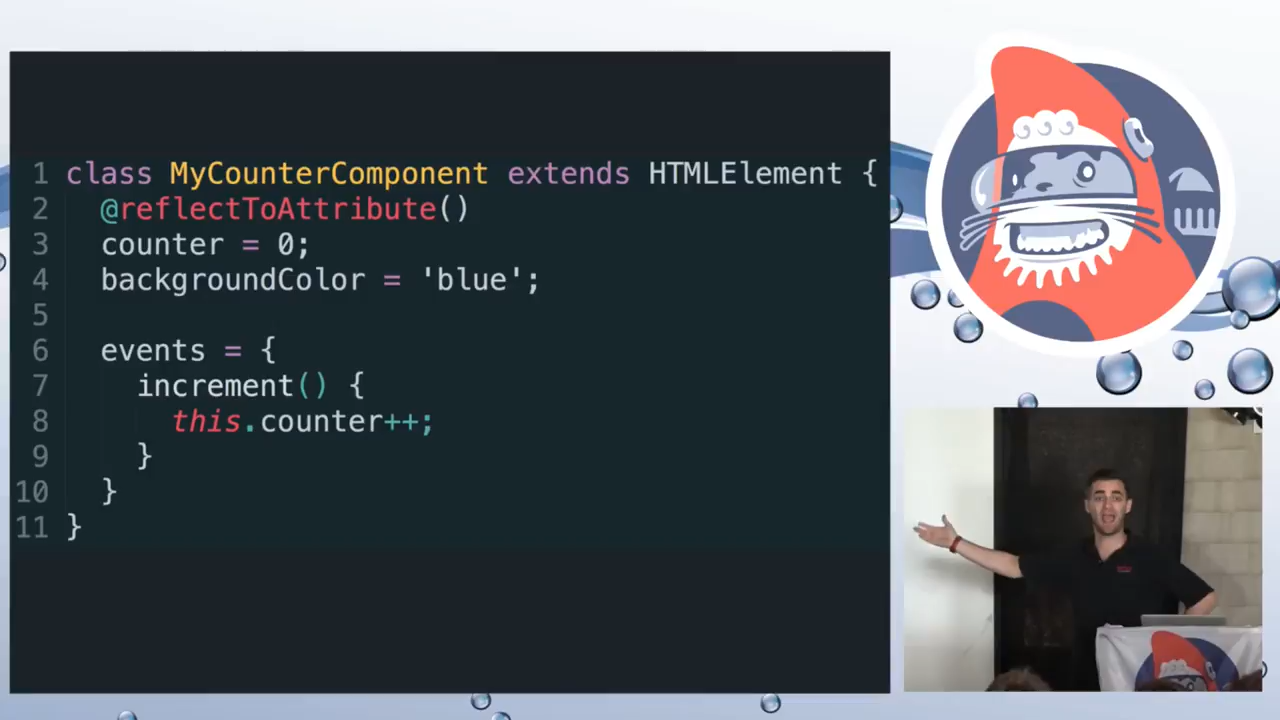 1 class MyCounterComponent extends HTMLElement {
2 @reflectToAttribute()
3 counter = 0;
4 backgroundColor = 'blue';
5
6 events = {
7 increment() {
8 this.counter++;
9 }
10 }
11 }